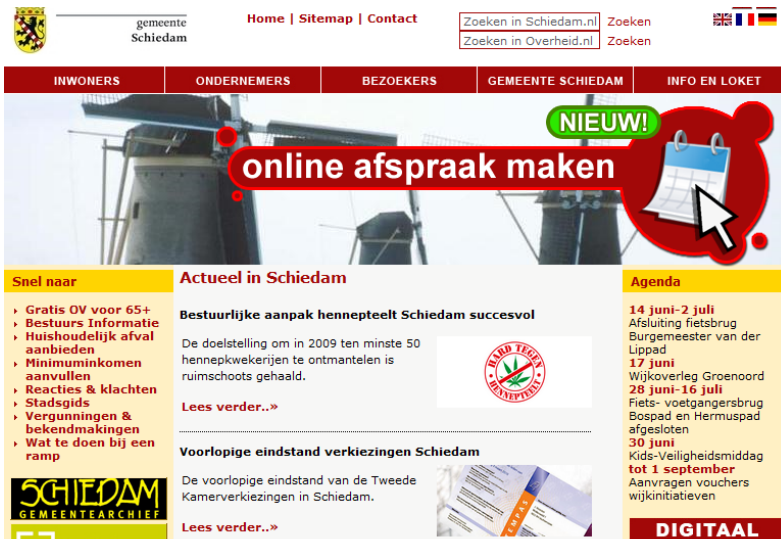 gemeente
Schiedam
Home | Sitemap | Contact
Zoeken in Schiedam.nl Zoeken
Zoeken in Overheid.nl Zoeken
INWONERS ONDERNEMERS BEZOEKERS GEMEENTE SCHIEDAM INFO EN LOKET
NIEUW!
online afspraak maken
Snel naar
Gratis OV voor 65+
Bestuurs Informatie
Huishoudelijk afval
aanbieden
Minimuminkomen
aanvullen
Reacties & klachten
Stadsgids
Vergunningen &
bekendmakingen
Wat te doen bij een
ramp
SCHIEDAM
GEMEENTEARCHIEF
Actueel in Schiedam
Bestuurlijke aanpak hennepteelt Schiedam succesvol
De doelstelling om in 2009 ten minste 50
hennepkwekerijen te ontmantelen is
ruimschoots gehaald.
HARD TEGEN
HENNEPTEELT
Lees verder..»
Voorlopige eindstand verkiezingen Schiedam
De voorlopige eindstand van de Tweede
Kamerverkiezingen in Schiedam.
Lees verder..»
Agenda
14 juni-2 juli
Afsluiting fietsbrug
Burgemeester van der
Lippad
17 juni
Wijkoverleg Groenoord
28 juni-16 juli
Fiets- voetgangersbrug
Bospad en Hermuspad
afgesloten
30 juni
Kids-Veiligheidsmiddag
tot 1 september
Aanvragen vouchers
wijkinitiatieven
DIGITAAL